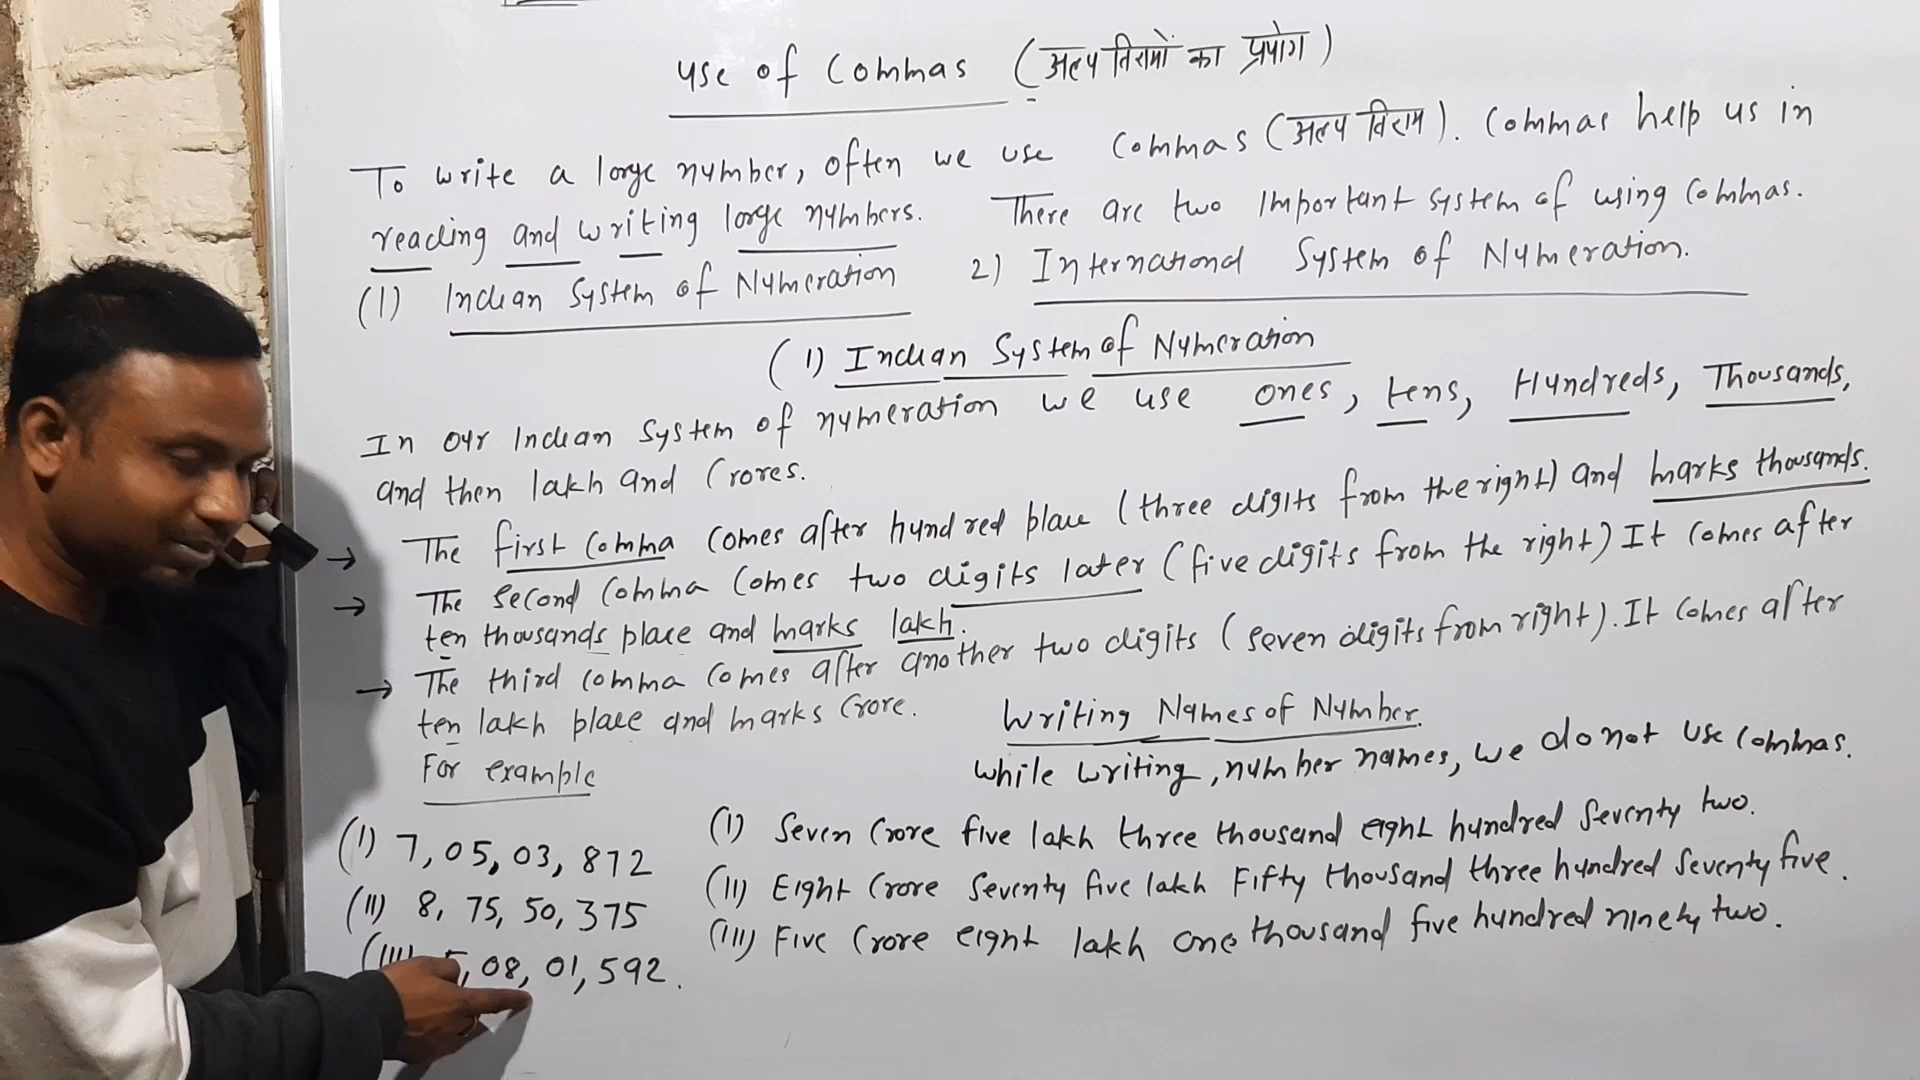 Use of Commas (अल्प विरामों का प्रयोग)
To write a large number, often we use Commas (अल्प विराम). Commas help us in
reading and writing large numbers. There are two important system of using Commas.
(1) Indian System of Numeration 2) International System of Numeration.
(1) Indian System of Numeration
In our Indian System of numeration we use ones, tens, Hundreds, Thousands,
and then lakh and Crores.
→ The first Comma Comes after hundred place (three digits from the right) and marks thousands.
→ The Second Comma Comes two digits later (five digits from the right) It Comes after
ten thousands place and marks lakh.
→ The third Comma Comes after another two digits (Seven digits from right). It Comes after
ten lakh place and marks Crore.
Writing Names of Number.
While writing, number names, we do not use Commas.
For example
(I) 7,05,03,872 (I) Seven Crore five lakh three thousand eight hundred Seventy two.
(II) 8,75,50,375 (II) Eight Crore Seventy five lakh Fifty thousand three hundred Seventy five.
(III) ,08,01,592. (III) Five Crore eight lakh one thousand five hundred ninety two.